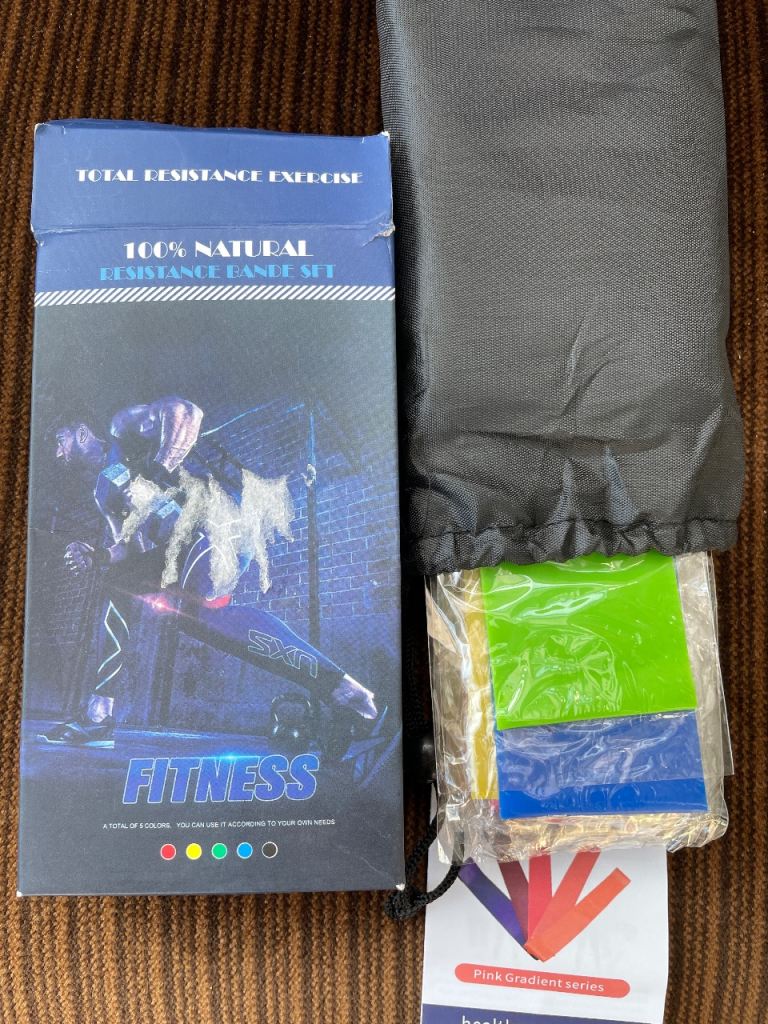 TOTAL RESISTANCE EXERCISE
100% NATURAL
RESISTANCE BANDE SET
SXN
FITNESS
A TOTAL OF 5 COLORS. YOU CAN USE IT ACCORDING TO YOUR OWN NEEDS
Pink Gradient series